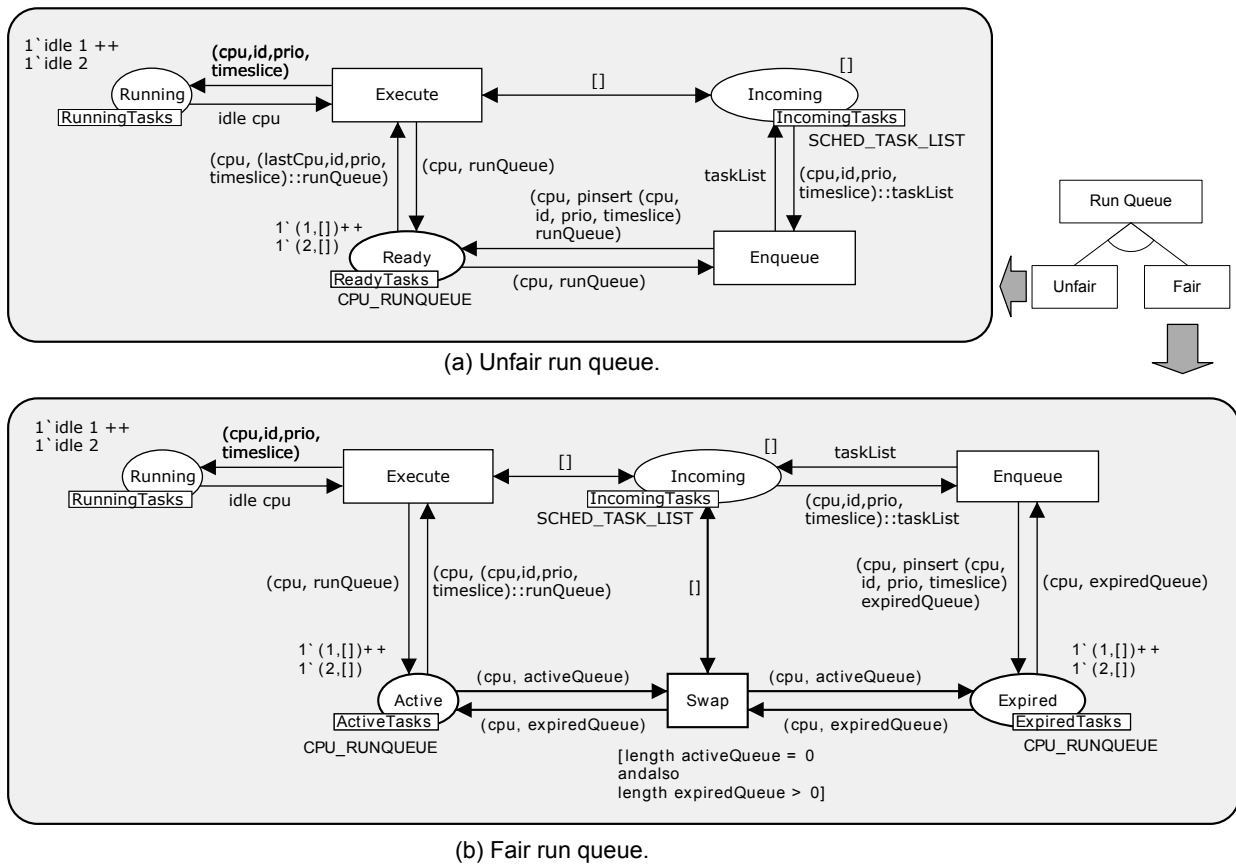 1`idle 1 ++
1`idle 2
(cpu,id,prio,
timeslice)
Running
RunningTasks
idle cpu
Execute
[]
[]
Incoming
IncomingTasks
SCHED_TASK_LIST
(cpu, (lastCpu,id,prio,
timeslice)::runQueue)
(cpu, runQueue)
taskList
(cpu,id,prio,
timeslice)::taskList
(cpu, pinsert (cpu,
id, prio, timeslice)
runQueue)
1`(1,[])++
1`(2,[])
Ready
ReadyTasks
CPU_RUNQUEUE
(cpu, runQueue)
Enqueue
Run Queue
Unfair
Fair
(a) Unfair run queue.
1`idle 1 ++
1`idle 2
(cpu,id,prio,
timeslice)
Running
RunningTasks
idle cpu
Execute
[]
[]
Incoming
IncomingTasks
SCHED_TASK_LIST
taskList
(cpu,id,prio,
timeslice)::taskList
Enqueue
(cpu, runQueue)
(cpu, (cpu,id,prio,
timeslice)::runQueue)
[]
(cpu, pinsert (cpu,
id, prio, timeslice)
expiredQueue)
(cpu, expiredQueue)
1`(1,[])++
1`(2,[])
Active
ActiveTasks
CPU_RUNQUEUE
(cpu, activeQueue)
(cpu, expiredQueue)
Swap
(cpu, activeQueue)
(cpu, expiredQueue)
1`(1,[])++
1`(2,[])
Expired
ExpiredTasks
CPU_RUNQUEUE
[length activeQueue = 0
andalso
length expiredQueue > 0]
(b) Fair run queue.